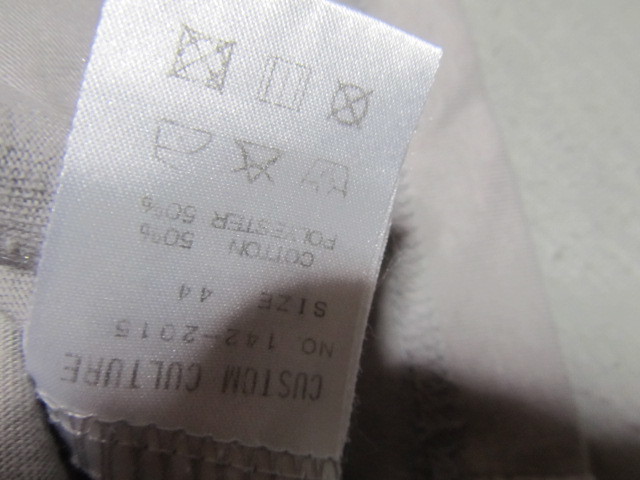 CUSTOM CULTURE
NO. 142-2015
SIZE 44
COTTON 50%
POLYESTER 50%